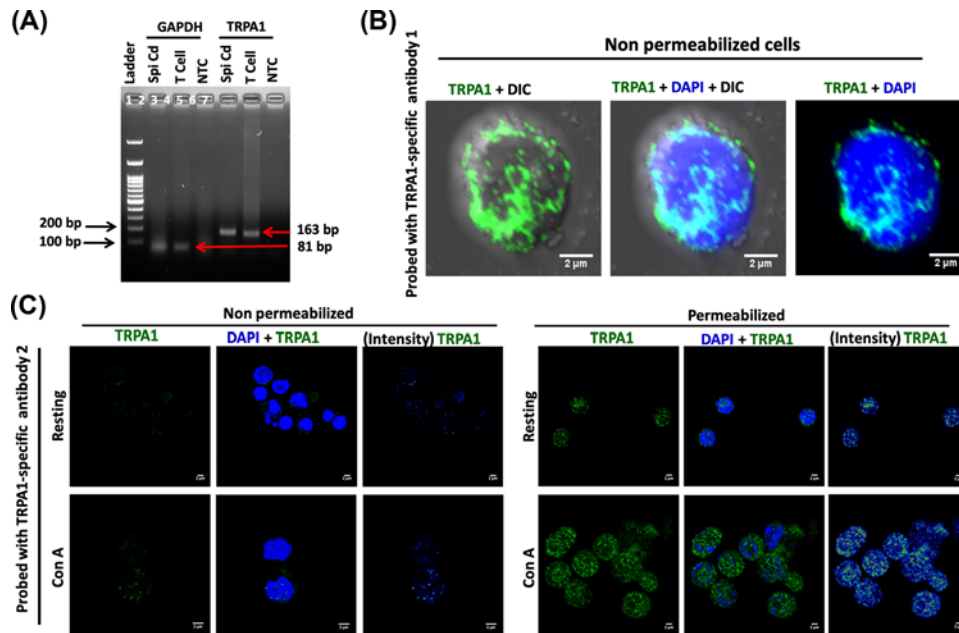 (A)
GAPDH TRPA1
Ladder Spi Cd T Cell NTC Spi Cd T Cell NTC
1 2 3 4 5 6 7
200 bp
100 bp
163 bp
81 bp
(B)
Non permeabilized cells
Probed with TRPA1-specific antibody 1
TRPA1 + DIC TRPA1 + DAPI + DIC TRPA1 + DAPI
2 µm 2 µm 2 µm
(C)
Non permeabilized Permeabilized
TRPA1 DAPI + TRPA1 (Intensity) TRPA1 TRPA1 DAPI + TRPA1 (Intensity) TRPA1
Probed with TRPA1-specific antibody 2
Resting
Con A
Resting
Con A